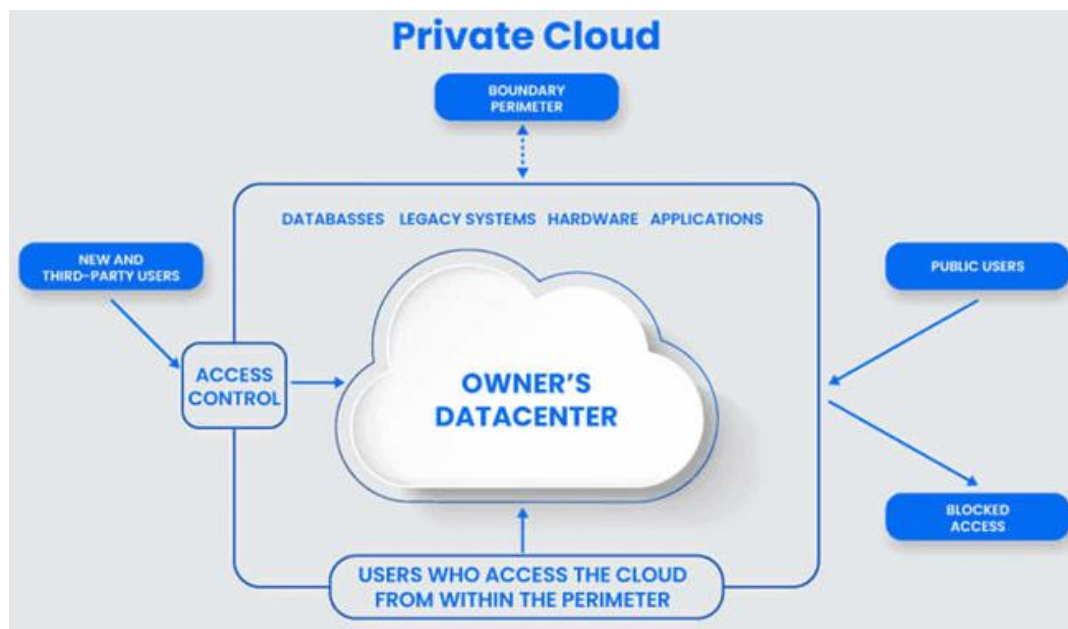 Private Cloud
BOUNDARY
PERIMETER
DATABASSES LEGACY SYSTEMS HARDWARE APPLICATIONS
NEW AND
THIRD-PARTY USERS
PUBLIC USERS
ACCESS
CONTROL
OWNER'S
DATACENTER
BLOCKED
ACCESS
USERS WHO ACCESS THE CLOUD
FROM WITHIN THE PERIMETER